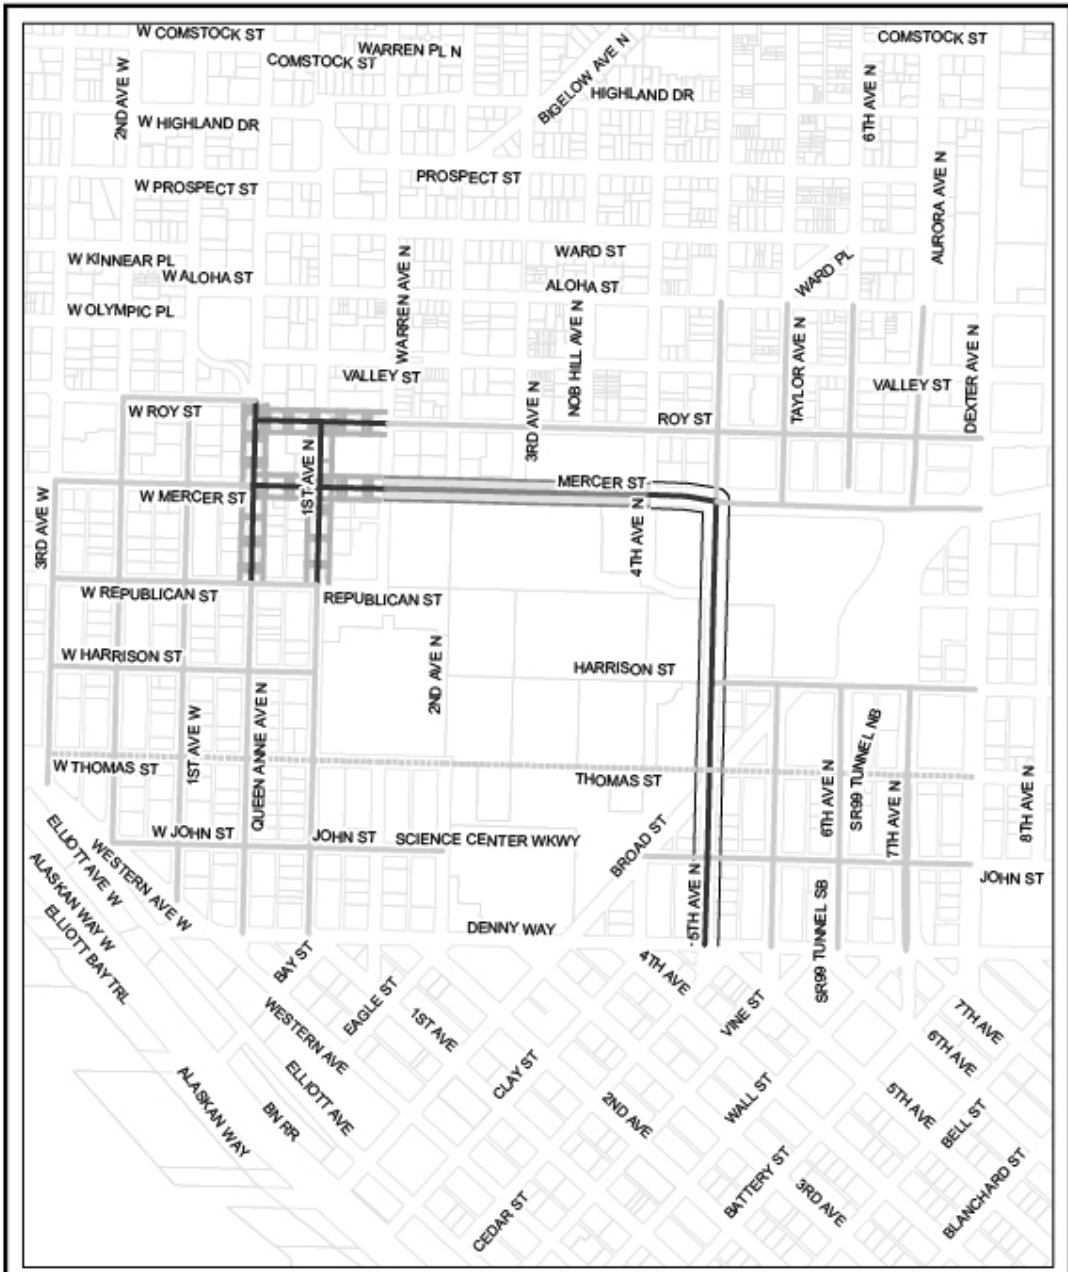 W COMSTOCK ST
WARREN PL N
COMSTOCK ST
COMSTOCK ST
BIGELOW AVE N
HIGHLAND DR
2ND AVE W
6TH AVE N
W HIGHLAND DR
W PROSPECT ST
PROSPECT ST
AURORA AVE N
W KINNEAR PL
W ALOHA ST
WARD ST
WARD PL
ALOHA ST
W OLYMPIC PL
WARREN AVE N
NOB HILL AVE N
TAYLOR AVE N
DEXTER AVE N
VALLEY ST
VALLEY ST
W ROY ST
3RD AVE N
ROY ST
1ST AVE N
MERCER ST
W MERCER ST
3RD AVE W
4TH AVE N
W REPUBLICAN ST
REPUBLICAN ST
W HARRISON ST
HARRISON ST
2ND AVE N
1ST AVE W
QUEEN ANNE AVE N
SR99 TUNNEL NB
W THOMAS ST
THOMAS ST
6TH AVE N
7TH AVE N
8TH AVE N
W JOHN ST
JOHN ST
SCIENCE CENTER WKWY
BROAD ST
JOHN ST
ELLIOTT AVE W
WESTERN AVE W
ALASKAN WAY W
ELLIOTT BAY TRL
5TH AVE N
SR99 TUNNEL SB
DENNY WAY
BAY ST
4TH AVE
EAGLE ST
WESTERN AVE
1ST AVE
VINE ST
7TH AVE
6TH AVE
CLAY ST
ELLIOTT AVE
ALASKAN WAY
BN RR
2ND AVE
WALL ST
5TH AVE
BELL ST
CEDAR ST
BATTERY ST
3RD AVE
BLANCHARD ST